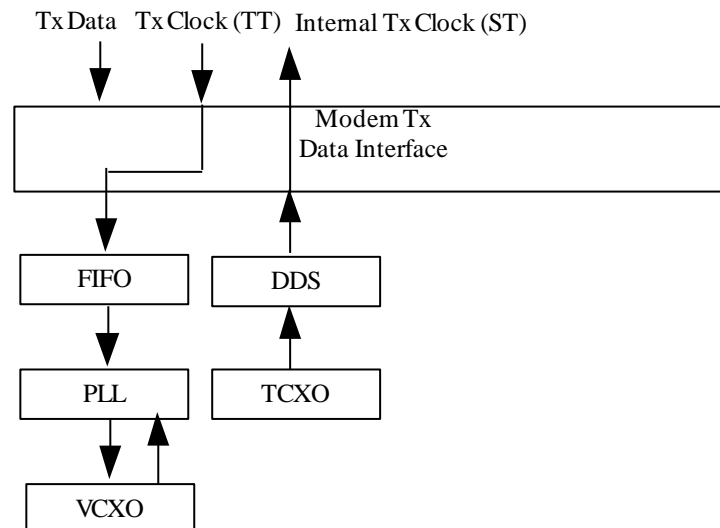 Tx Data Tx Clock (TT) Internal Tx Clock (ST)
Modem Tx
Data Interface
FIFO DDS
PLL TCXO
VCXO